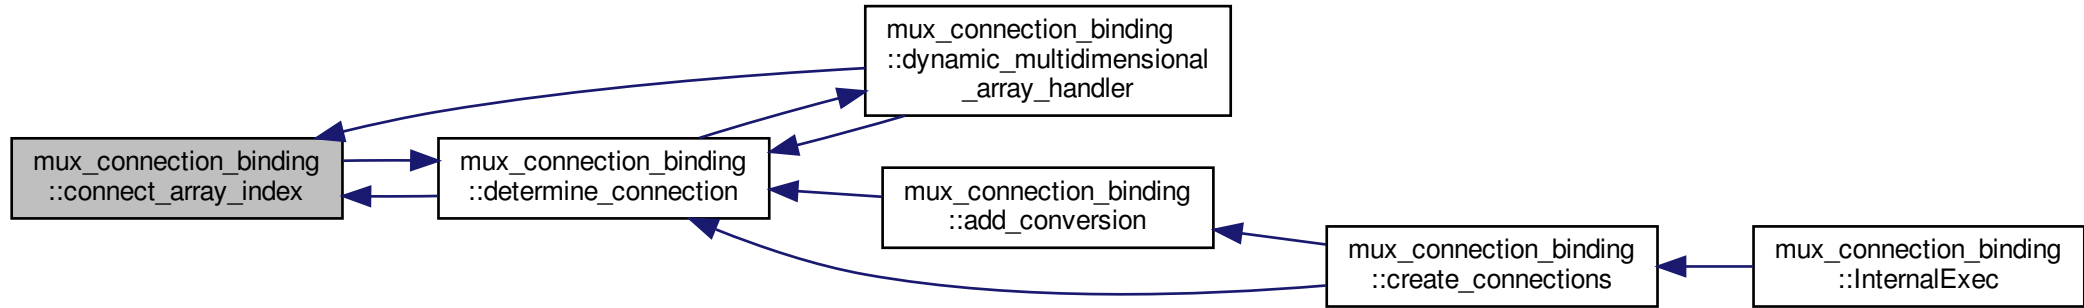 mux_connection_binding
::connect_array_index
mux_connection_binding
::determine_connection
mux_connection_binding
::dynamic_multidimensional
_array_handler
mux_connection_binding
::add_conversion
mux_connection_binding
::create_connections
mux_connection_binding
::InternalExec